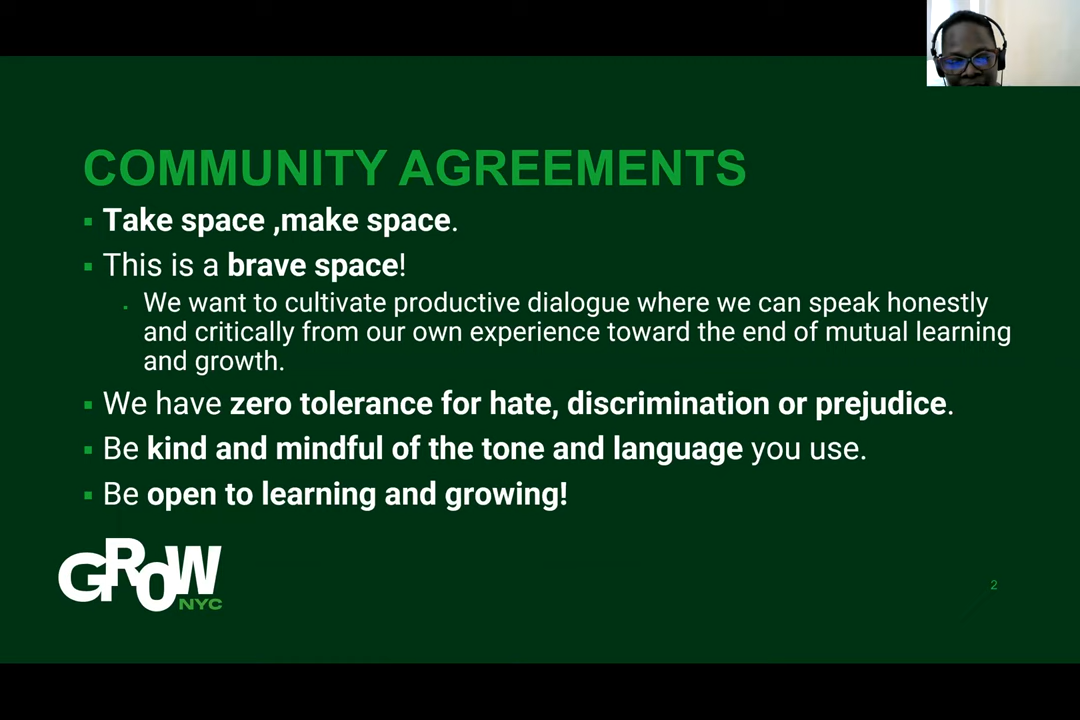 COMMUNITY AGREEMENTS
▪ Take space ,make space.
▪ This is a brave space!
▪ We want to cultivate productive dialogue where we can speak honestly
and critically from our own experience toward the end of mutual learning
and growth.
▪ We have zero tolerance for hate, discrimination or prejudice.
▪ Be kind and mindful of the tone and language you use.
▪ Be open to learning and growing!
GROW
NYC
2